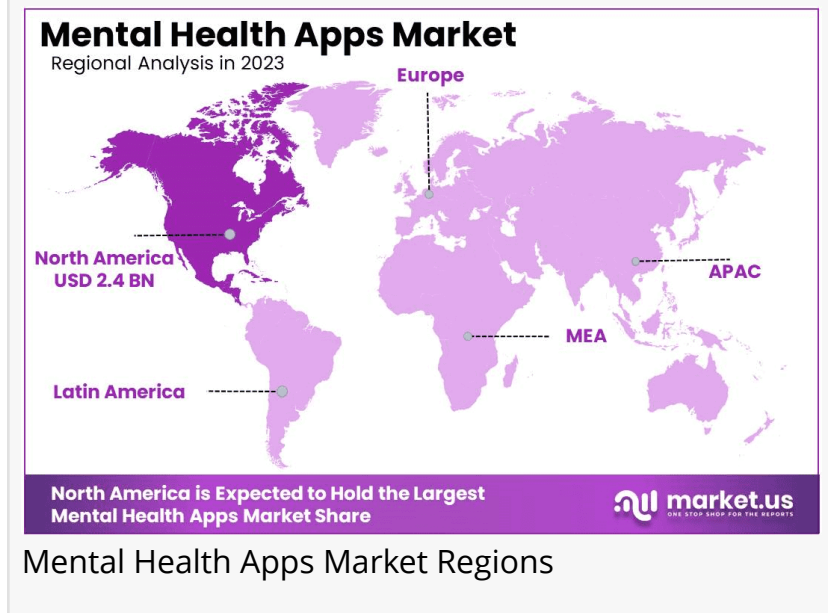 Mental Health Apps Market
Regional Analysis in 2023
Europe
North America
USD 2.4 BN
APAC
MEA
Latin America
North America is Expected to Hold the Largest
Mental Health Apps Market Share
market.us
ONE STOP SHOP FOR THE REPORTS
Mental Health Apps Market Regions